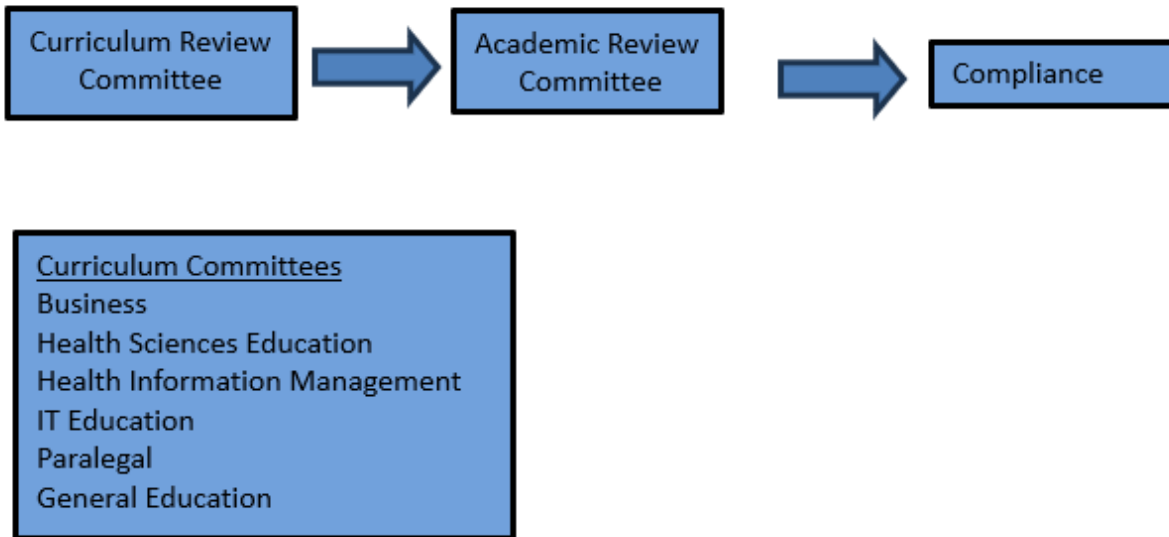 Curriculum Review
Committee
Academic Review
Committee
Compliance
Curriculum Committees
Business
Health Sciences Education
Health Information Management
IT Education
Paralegal
General Education